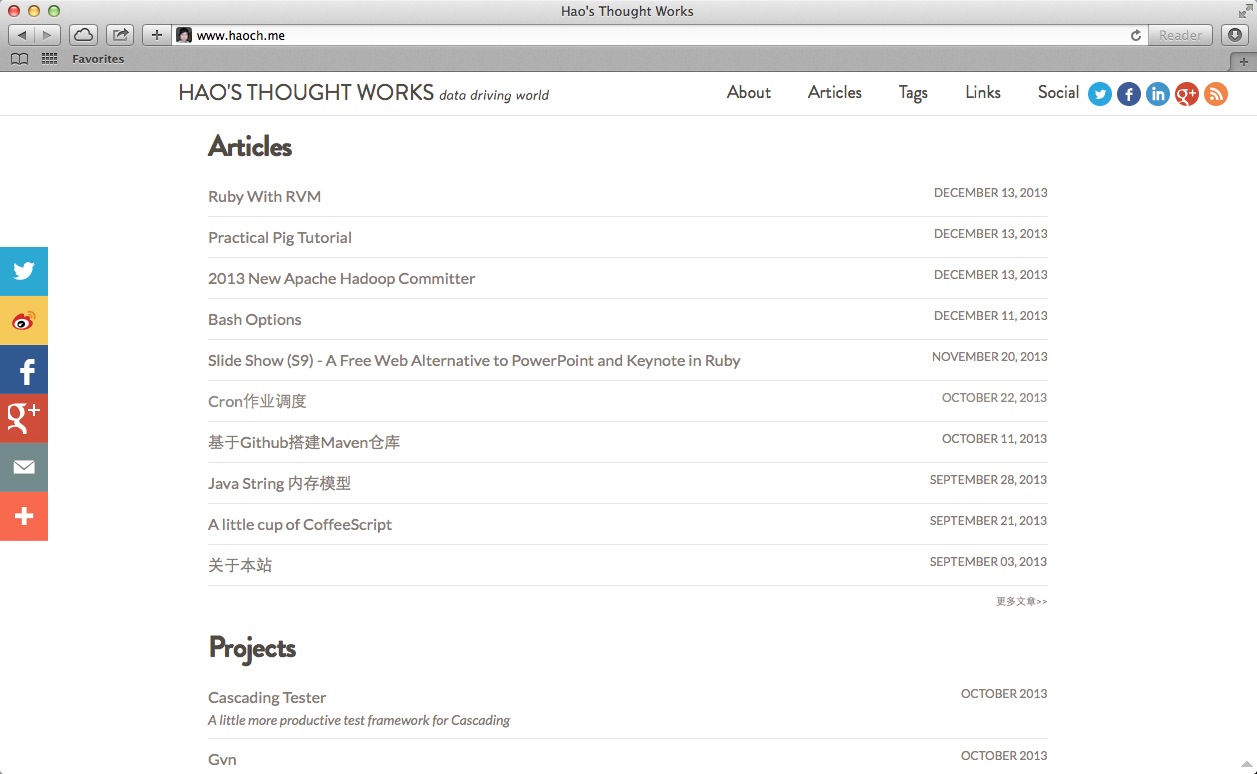 Hao's Thought Works
www.haoch.me
Reader
Favorites
HAO'S THOUGHT WORKS data driving world
About Articles Tags Links Social
Articles
Ruby With RVM DECEMBER 13, 2013
Practical Pig Tutorial DECEMBER 13, 2013
2013 New Apache Hadoop Committer DECEMBER 13, 2013
Bash Options DECEMBER 11, 2013
Slide Show (S9) - A Free Web Alternative to PowerPoint and Keynote in Ruby NOVEMBER 20, 2013
Cron作业调度 OCTOBER 22, 2013
基于Github搭建Maven仓库 OCTOBER 11, 2013
Java String 内存模型 SEPTEMBER 28, 2013
A little cup of CoffeeScript SEPTEMBER 21, 2013
关于本站 SEPTEMBER 03, 2013
更多文章>>
Projects
Cascading Tester OCTOBER 2013
A little more productive test framework for Cascading
Gvn OCTOBER 2013